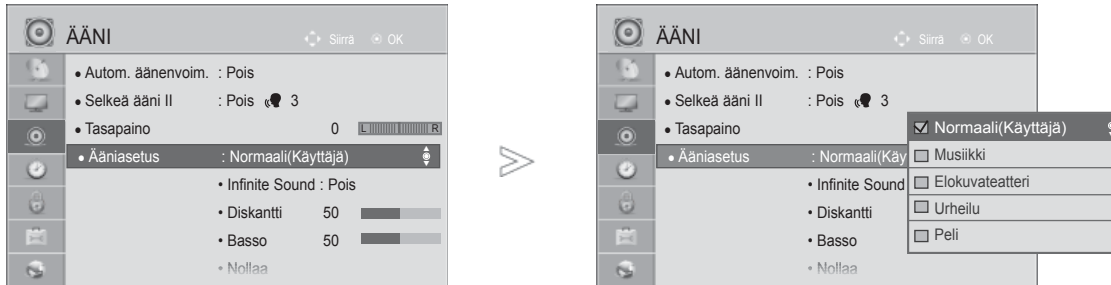 ÄÄNI
Siirrä OK
• Autom. äänenvoim. : Pois
• Selkeä ääni II : Pois 3
• Tasapaino 0 L R
• Ääniasetus : Normaali(Käyttäjä)
• Infinite Sound : Pois
• Diskantti 50
• Basso 50
• Nollaa
ÄÄNI
Siirrä OK
• Autom. äänenvoim. : Pois
• Selkeä ääni II : Pois 3
• Tasapaino
• Ääniasetus : Normaali(Käy
• Infinite Sound
• Diskantti
• Basso
• Nollaa
Normaali(Käyttäjä)
Musiikki
Elokuvateatteri
Urheilu
Peli